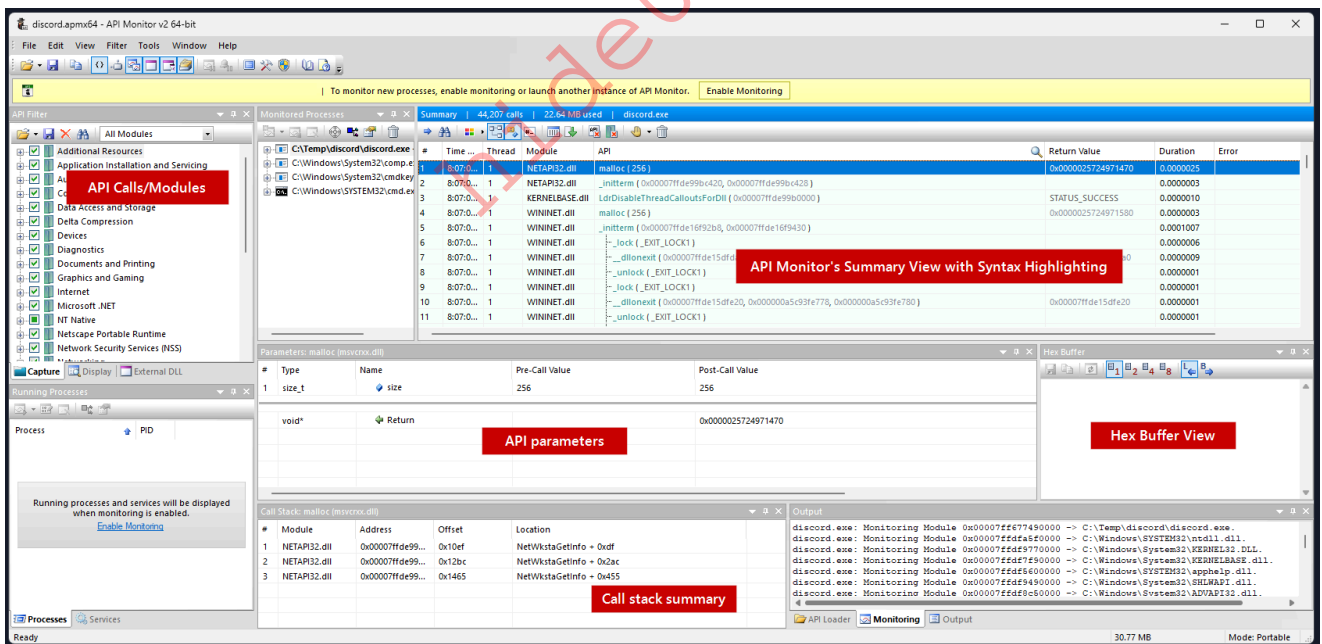 discord.apmx64 - API Monitor v2 64-bit
File Edit View Filter Tools Window Help
To monitor new processes, enable monitoring or launch another instance of API Monitor. Enable Monitoring
API Filter
All Modules
Additional Resources
Application Installation and Servicing
API Calls/Modules
Data Access and Storage
Delta Compression
Devices
Diagnostics
Documents and Printing
Graphics and Gaming
Internet
Microsoft .NET
NT Native
Netscape Portable Runtime
Network Security Services (NSS)
Capture Display External DLL
Monitored Processes
C:\Temp\discord\discord.exe
C:\Windows\System32\comp.e
C:\Windows\System32\cmdkey
C:\Windows\SYSTEM32\cmd.ex
Summary | 44,207 calls | 22.64 MB used | discord.exe
# Time ... Thread Module API Return Value Duration Error
1 8:07:0... 1 NETAPI32.dll malloc ( 256 ) 0x0000025724971470 0.0000025
2 8:07:0... 1 NETAPI32.dll _initterm ( 0x00007ffde99bc420, 0x00007ffde99bc428 ) 0.0000003
3 8:07:0... 1 KERNELBASE.dll LdrDisableThreadCalloutsForDll ( 0x00007ffde99b0000 ) STATUS_SUCCESS 0.0000010
4 8:07:0... 1 WININET.dll malloc ( 256 ) 0x0000025724971580 0.0000003
5 8:07:0... 1 WININET.dll _initterm ( 0x00007ffde16f92b8, 0x00007ffde16f9430 ) 0.0001007
6 8:07:0... 1 WININET.dll _lock ( _EXIT_LOCK1 ) 0.0000006
7 8:07:0... 1 WININET.dll __dllonexit ( 0x00007ffde15fd a0 0.0000009
8 8:07:0... 1 WININET.dll _unlock ( _EXIT_LOCK1 ) 0.0000001
9 8:07:0... 1 WININET.dll _lock ( _EXIT_LOCK1 ) 0.0000001
10 8:07:0... 1 WININET.dll __dllonexit ( 0x00007ffde15dfe20, 0x000000a5c93fe778, 0x000000a5c93fe780 ) 0x00007ffde15dfe20 0.0000001
11 8:07:0... 1 WININET.dll _unlock ( _EXIT_LOCK1 ) 0.0000001
API Monitor's Summary View with Syntax Highlighting
Running Processes
Process PID
Running processes and services will be displayed
when monitoring is enabled.
Enable Monitoring
Processes Services
Parameters: malloc (msvcrxx.dll)
# Type Name Pre-Call Value Post-Call Value
1 size_t size 256 256
void* Return 0x0000025724971470
API parameters
Hex Buffer
1 2 4 8 L B
Hex Buffer View
Call Stack: malloc (msvcrxx.dll)
# Module Address Offset Location
1 NETAPI32.dll 0x00007ffde99... 0x10ef NetWkstaGetInfo + 0xdf
2 NETAPI32.dll 0x00007ffde99... 0x12bc NetWkstaGetInfo + 0x2ac
3 NETAPI32.dll 0x00007ffde99... 0x1465 NetWkstaGetInfo + 0x455
Call stack summary
Output
discord.exe: Monitoring Module 0x00007ff677490000 -> C:\Temp\discord\discord.exe.
discord.exe: Monitoring Module 0x00007ffdfa5f0000 -> C:\Windows\SYSTEM32\ntdll.dll.
discord.exe: Monitoring Module 0x00007ffdf9770000 -> C:\Windows\System32\KERNEL32.DLL.
discord.exe: Monitoring Module 0x00007ffdf7f90000 -> C:\Windows\System32\KERNELBASE.dll.
discord.exe: Monitoring Module 0x00007ffdf5600000 -> C:\Windows\SYSTEM32\apphelp.dll.
discord.exe: Monitoring Module 0x00007ffdf9490000 -> C:\Windows\System32\SHLWAPI.dll.
discord.exe: Monitoring Module 0x00007ffdf8c50000 -> C:\Windows\System32\ADVAPI32.dll.
API Loader Monitoring Output
Ready 30.77 MB Mode: Portable